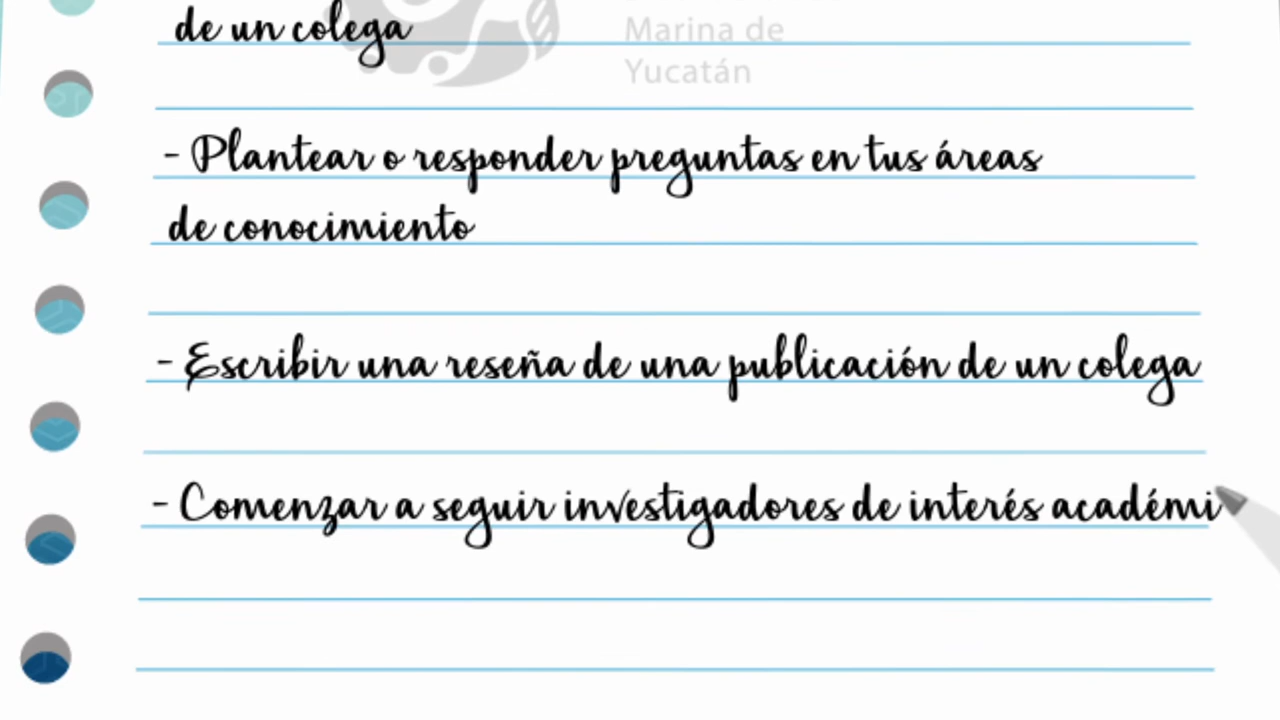 de un colega
Marina de
Yucatán
- Plantear o responder preguntas en tus áreas
de conocimiento
- Escribir una reseña de una publicación de un colega
- Comenzar a seguir investigadores de interés académi